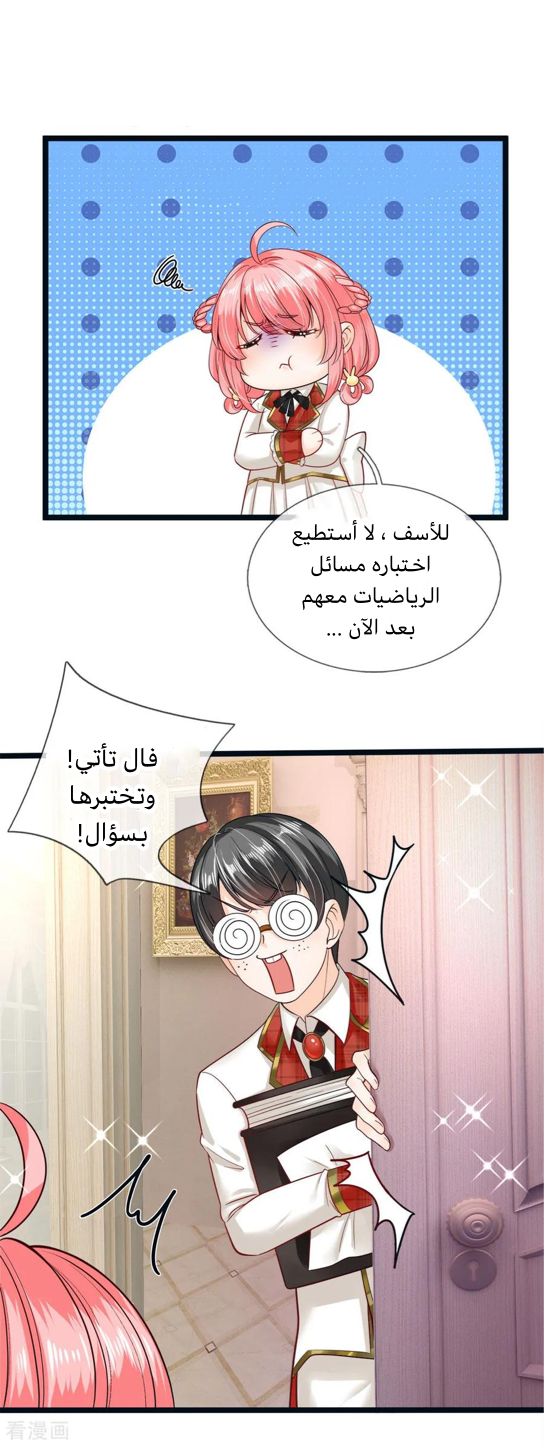 للأسف ، لا أستطيع
اختباره مسائل
الرياضيات معهم
بعد الآن ...
فال تأتي!
وتختبرها
بسؤال!
看漫画